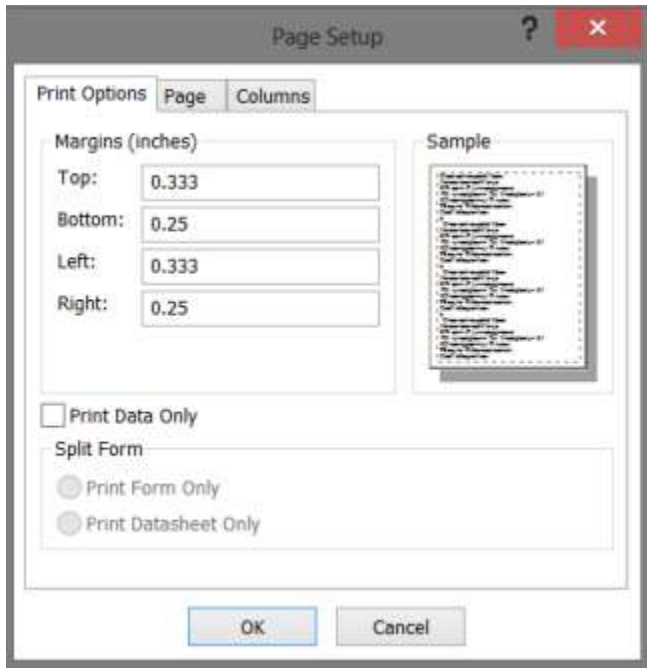 Page Setup ?
Print Options Page Columns
Margins (inches)
Top: 0.333
Bottom: 0.25
Left: 0.333
Right: 0.25
Sample
Print Data Only
Split Form
Print Form Only
Print Datasheet Only
OK Cancel